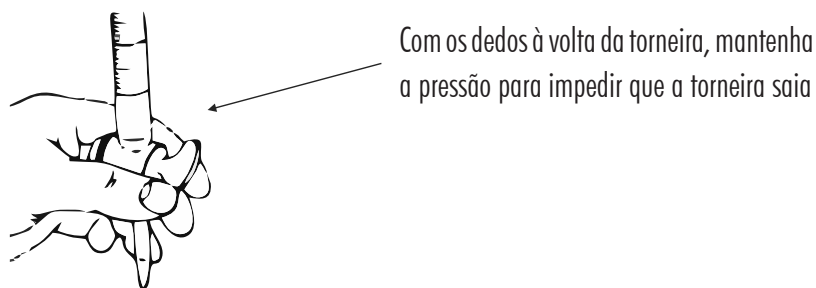 Com os dedos à volta da torneira, mantenha
a pressão para impedir que a torneira saia